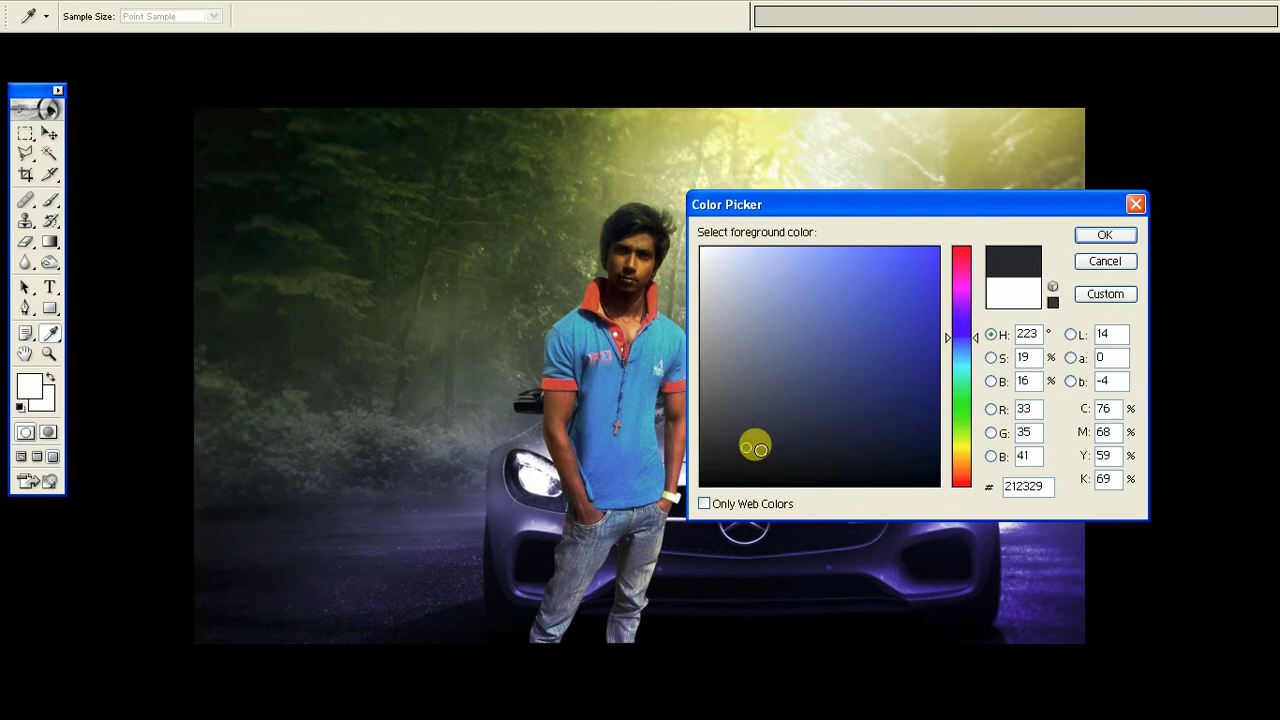 Sample Size: Point Sample
Color Picker
Select foreground color:
OK
Cancel
Custom
H: 223 °
L: 14
S: 19 %
a: 0
B: 16 %
b: -4
R: 33
C: 76 %
G: 35
M: 68 %
B: 41
Y: 59 %
# 212329
K: 69 %
Only Web Colors
T